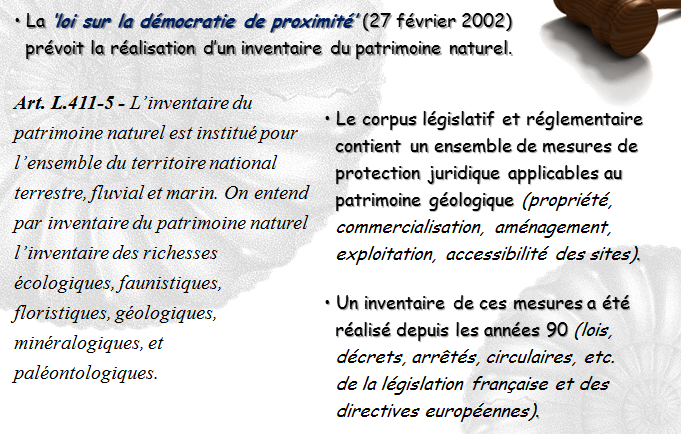 • La 'loi sur la démocratie de proximité' (27 février 2002)
prévoit la réalisation d'un inventaire du patrimoine naturel.
Art. L.411-5 - L'inventaire du
patrimoine naturel est institué pour
l'ensemble du territoire national
terrestre, fluvial et marin. On entend
par inventaire du patrimoine naturel
l'inventaire des richesses
écologiques, faunistiques,
floristiques, géologiques,
minéralogiques, et
paléontologiques.
• Le corpus législatif et réglementaire
contient un ensemble de mesures de
protection juridique applicables au
patrimoine géologique (propriété,
commercialisation, aménagement,
exploitation, accessibilité des sites).
• Un inventaire de ces mesures a été
réalisé depuis les années 90 (lois,
décrets, arrêtés, circulaires, etc.
de la législation française et des
directives européennes).